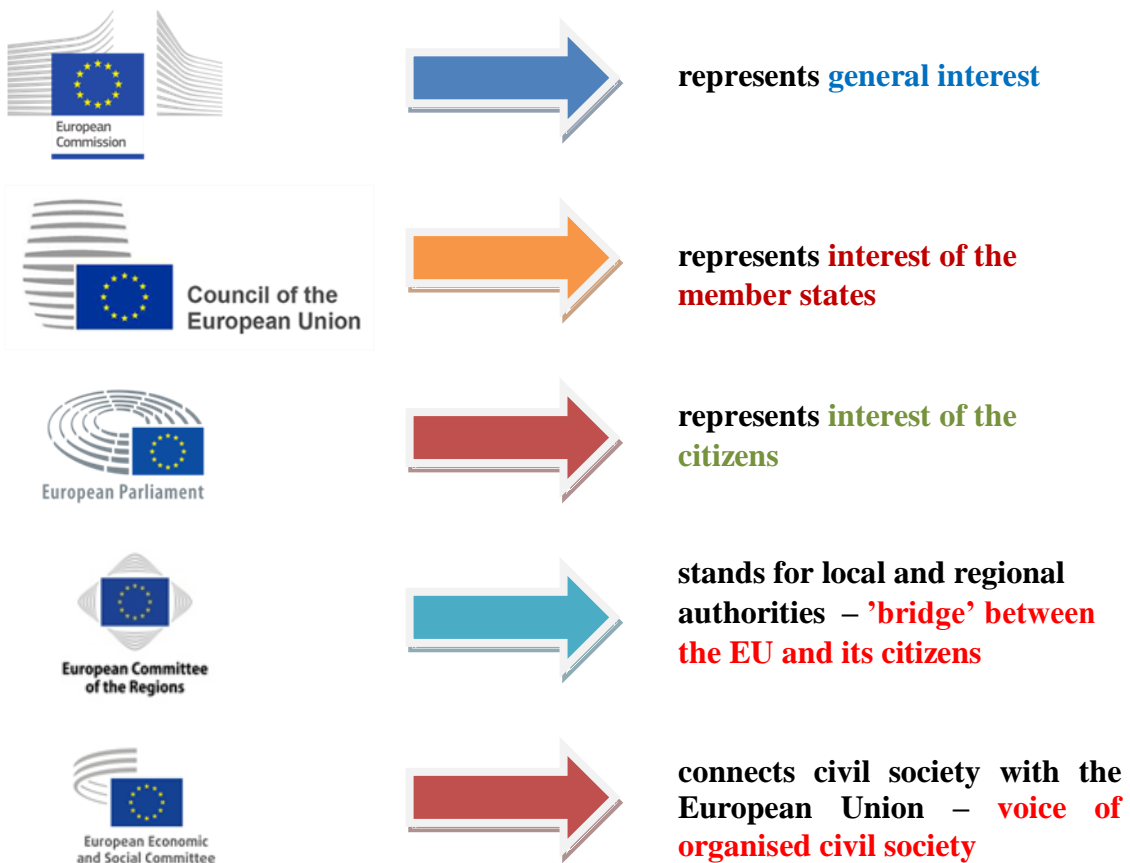 European
Commission
represents general interest
Council of the
European Union
represents interest of the
member states
European Parliament
represents interest of the
citizens
European Committee
of the Regions
stands for local and regional
authorities – ’bridge’ between
the EU and its citizens
European Economic
and Social Committee
connects civil society with the
European Union – voice of
organised civil society